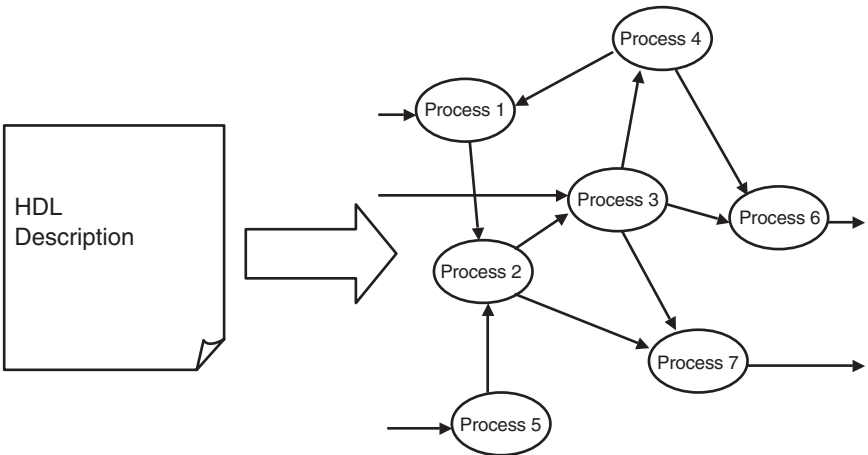 HDL
Description
Process 4
Process 1
Process 3
Process 6
Process 2
Process 7
Process 5